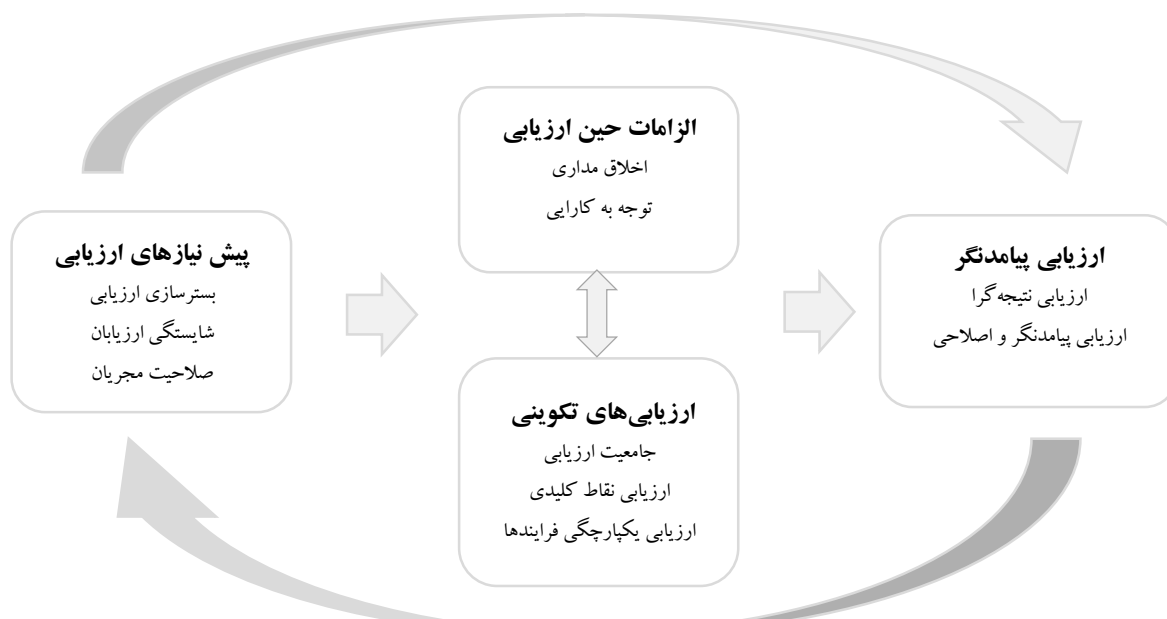 الزامات حین ارزیابی
اخلاق مداری
توجه به کارایی
پیش نیازهای ارزیابی
بسترسازی ارزیابی
شایستگی ارزیابان
صلاحیت مجریان
ارزیابی پیامدنگر
ارزیابی نتیجه‌گرا
ارزیابی پیامدنگر و اصلاحی
ارزیابی‌های تکوینی
جامعیت ارزیابی
ارزیابی نقاط کلیدی
ارزیابی یکپارچگی فرایندها